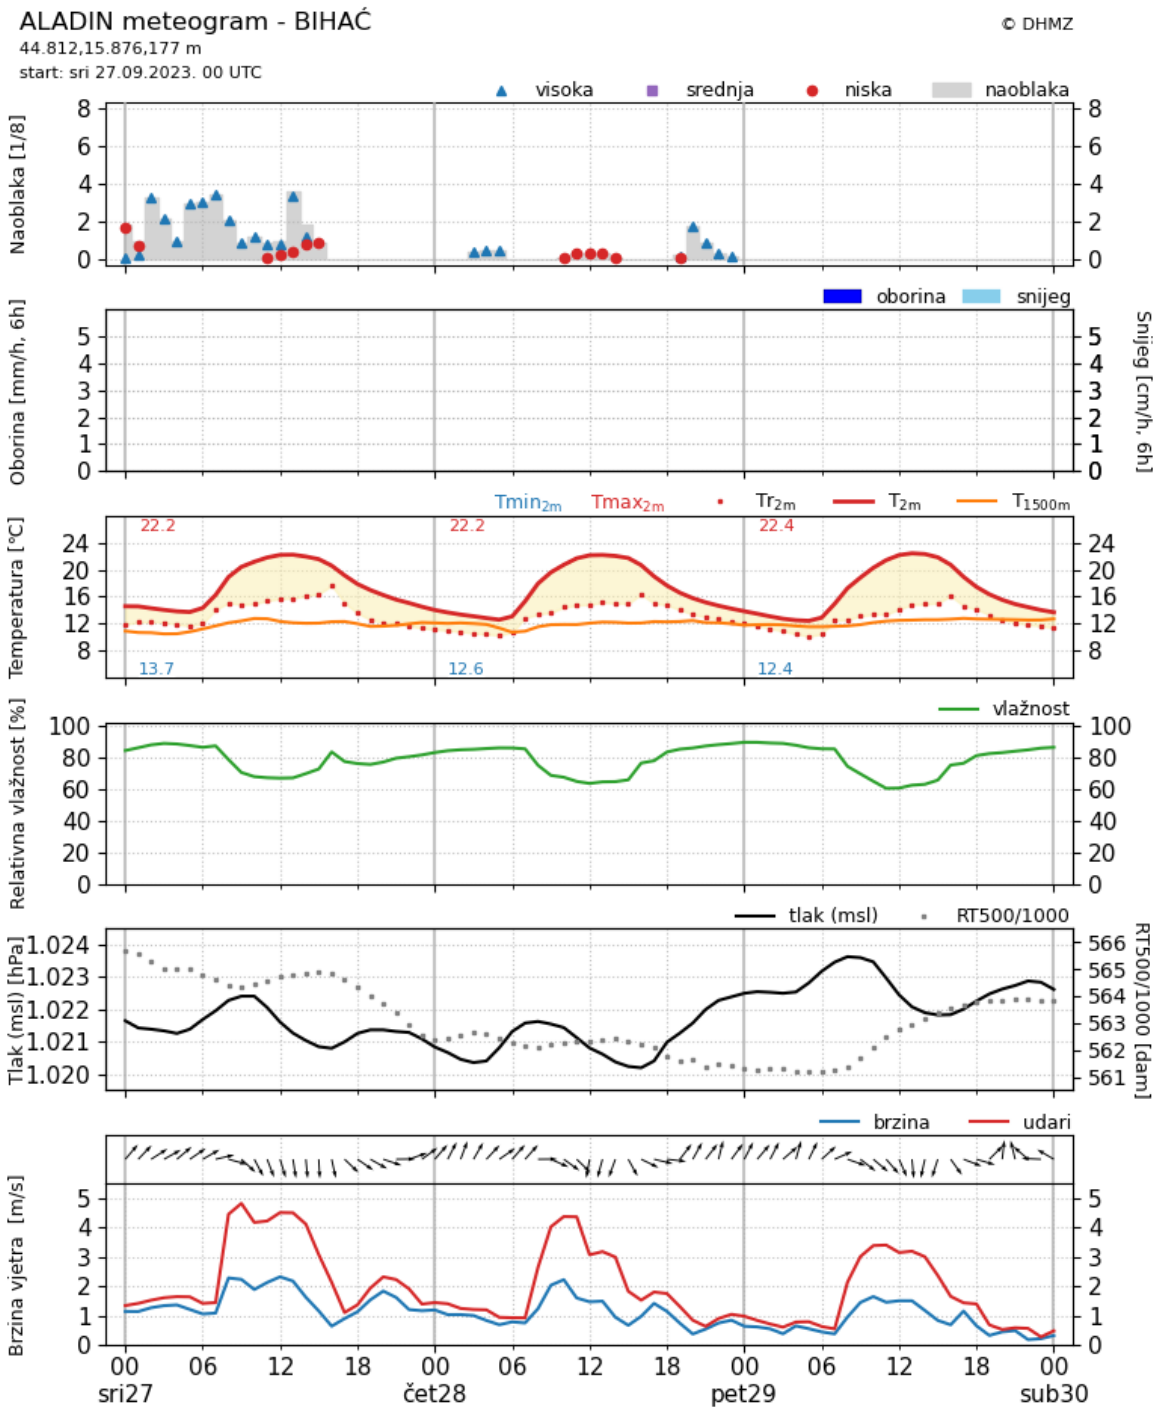 ALADIN meteogram - BIHAĆ
© DHMZ
44.812,15.876,177 m
start: sri 27.09.2023. 00 UTC
visoka srednja niska naoblaka
Naoblaka [1/8]
8 8
6 6
4 4
2 2
0 0
oborina snijeg
Oborina [mm/h, 6h]
Snijeg [cm/h, 6h]
5 5
4 4
3 3
2 2
1 1
0 0
Tmin2m Tmax2m Tr2m T2m T1500m
Temperatura [°C]
22.2 22.2 22.4
24 24
20 20
16 16
12 12
8 8
13.7 12.6 12.4
vlažnost
Relativna vlažnost [%]
100 100
80 80
60 60
40 40
20 20
0 0
tlak (msl) RT500/1000
Tlak (msl) [hPa]
RT500/1000 [dam]
1.024 566
1.023 565
1.022 564
1.021 563
1.020 562
561
brzina udari
Brzina vjetra [m/s]
5 5
4 4
3 3
2 2
1 1
0 0
00 06 12 00 06 12 00 06 12 00
sri27 čet28 pet29 sub30